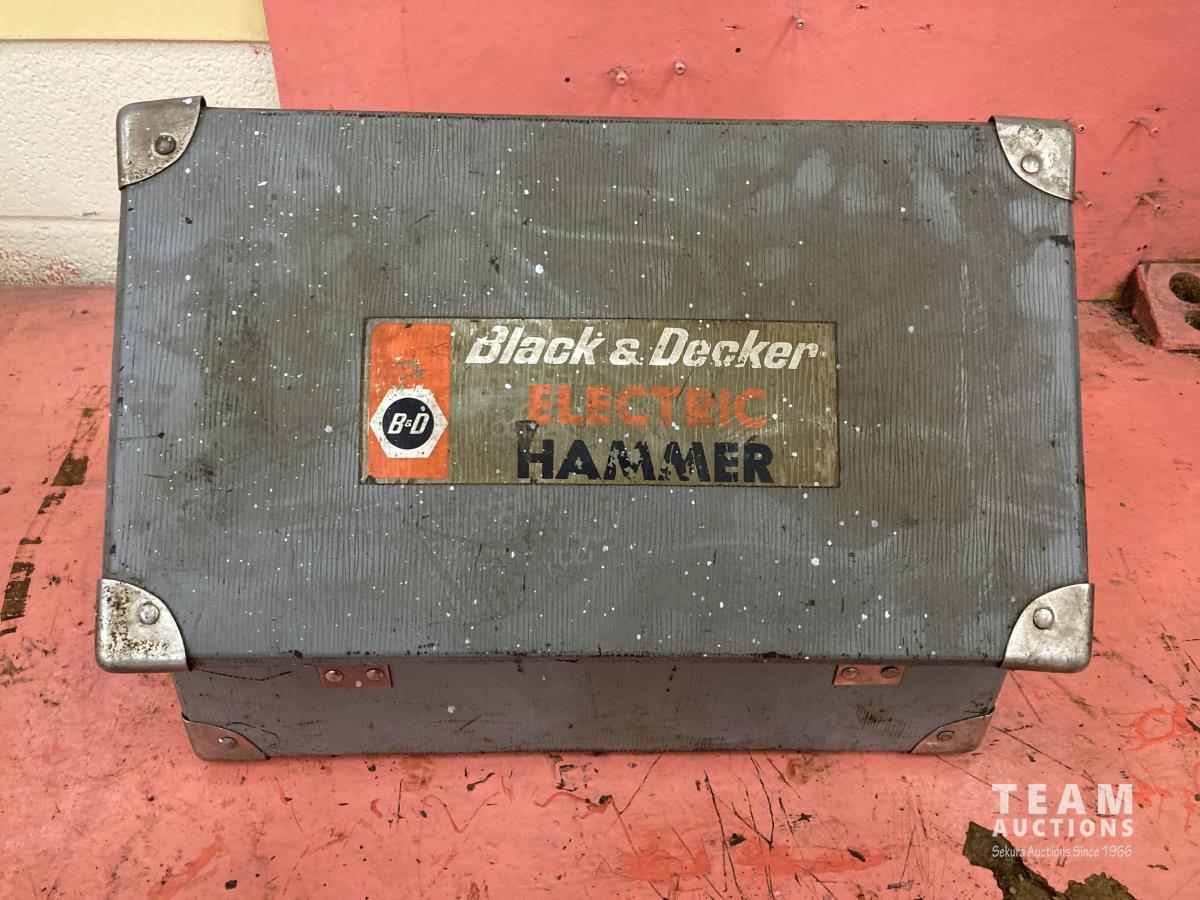 Black & Decker®
ELECTRIC
HAMMER
B&D
TEAM
AUCTIONS
Sekura Auctions Since 1966